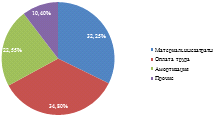 10,40%
32,25%
22,55%
34,80%
Материальные затраты
Оплата труда
Амортизация
Прочие